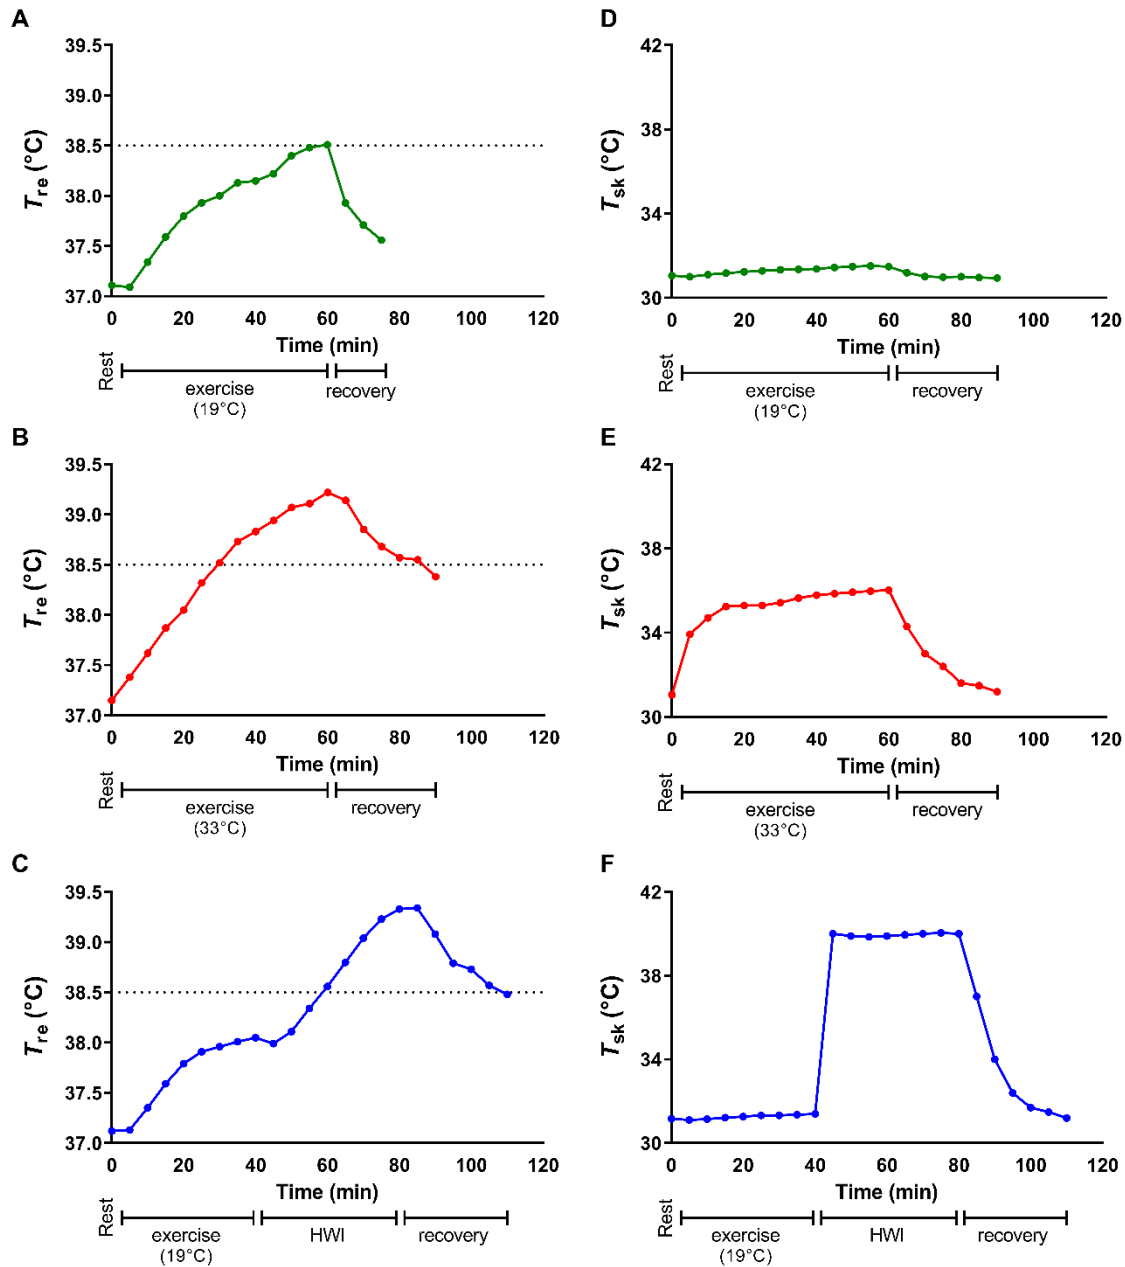 A
39.5
39.0
38.5
38.0
37.5
37.0
Tre (°C)
0 20 40 60 80 100 120
Time (min)
Rest
exercise
(19°C)
recovery
D
42
38
34
30
Tsk (°C)
0 20 40 60 80 100 120
Time (min)
Rest
exercise
(19°C)
recovery
B
39.5
39.0
38.5
38.0
37.5
37.0
Tre (°C)
0 20 40 60 80 100 120
Time (min)
Rest
exercise
(33°C)
recovery
E
42
38
34
30
Tsk (°C)
0 20 40 60 80 100 120
Time (min)
Rest
exercise
(33°C)
recovery
C
39.5
39.0
38.5
38.0
37.5
37.0
Tre (°C)
0 20 40 60 80 100 120
Time (min)
Rest
exercise
(19°C)
HWI
recovery
F
42
38
34
30
Tsk (°C)
0 20 40 60 80 100 120
Time (min)
Rest
exercise
(19°C)
HWI
recovery